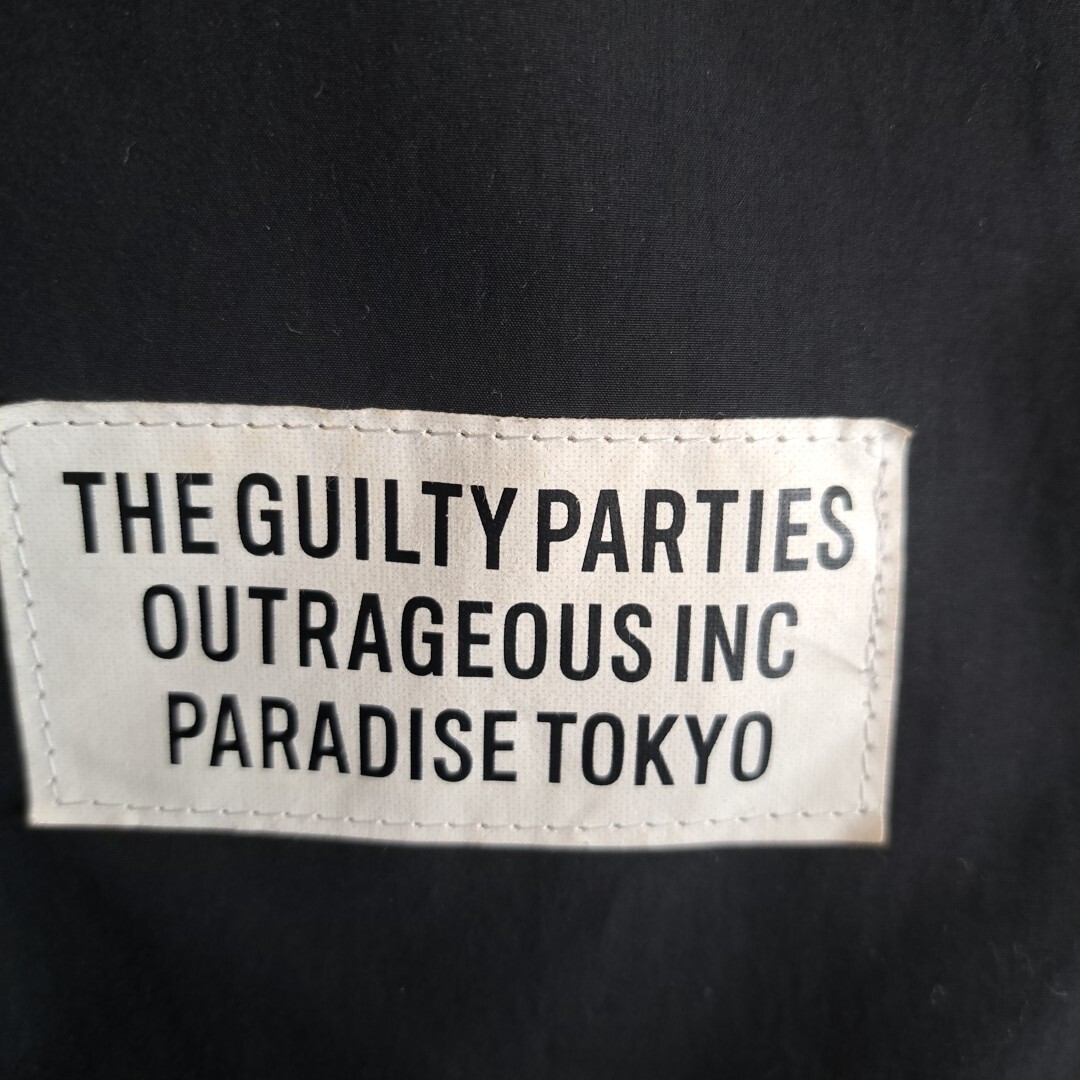 THE GUILTY PARTIES
OUTRAGEOUS INC
PARADISE TOKYO